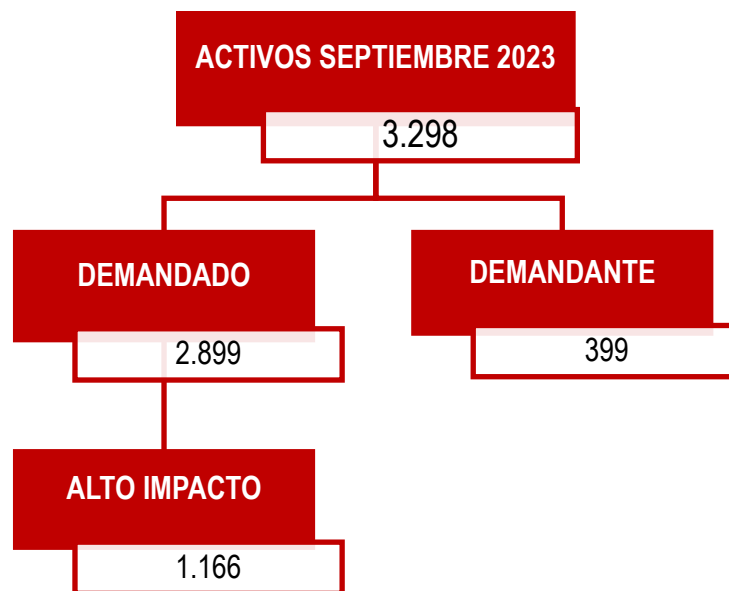 ACTIVOS SEPTIEMBRE 2023
3.298
DEMANDADO
2.899
DEMANDANTE
399
ALTO IMPACTO
1.166